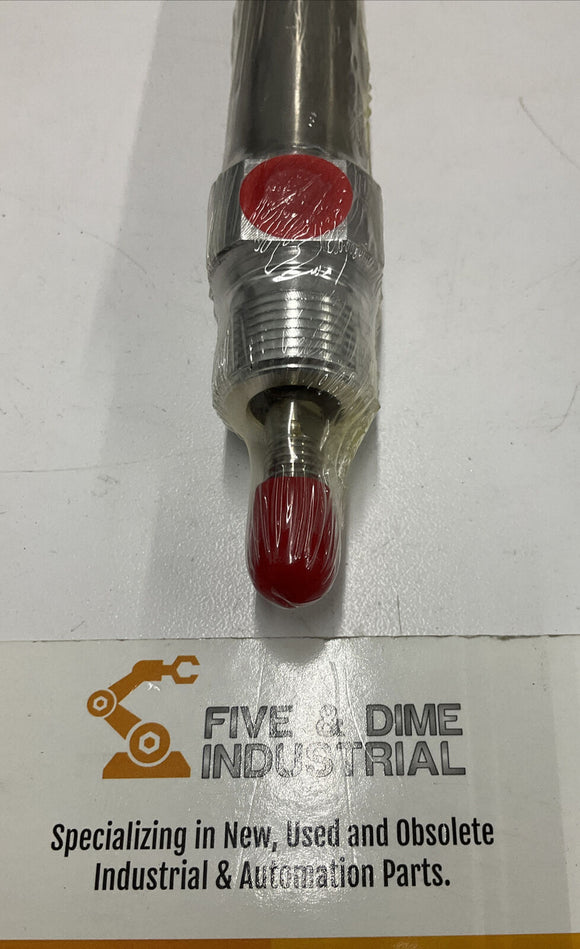 FIVE & DIME
INDUSTRIAL
Specializing in New, Used and Obsolete
Industrial & Automation Parts.